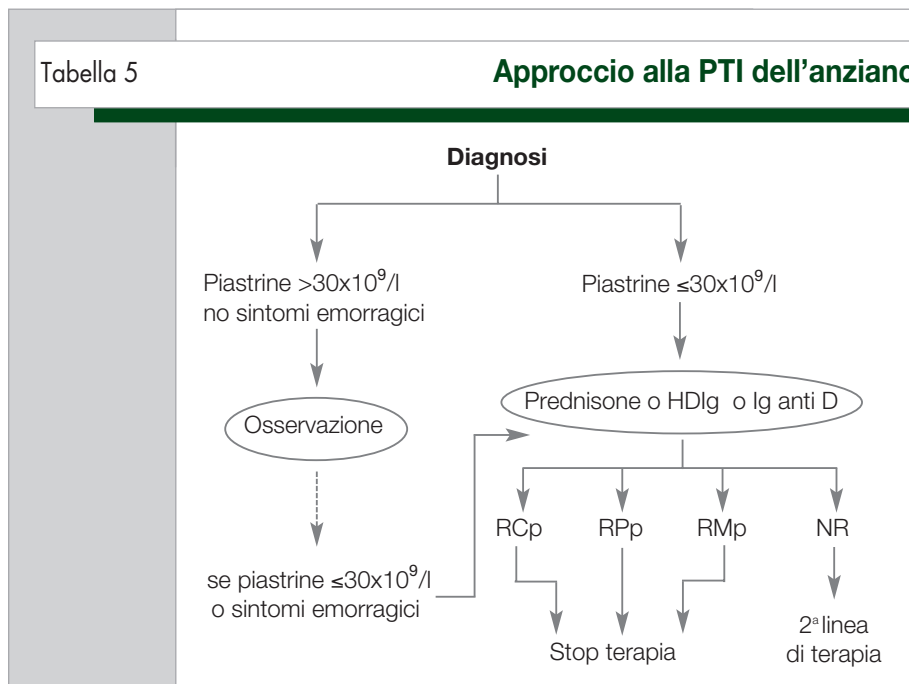 Tabella 5
Approccio alla PTI dell'anziano
Diagnosi
Piastrine >30x10⁹/l
no sintomi emorragici
Piastrine ≤30x10⁹/l
Osservazione
Prednisone o HDIg o Ig anti D
RCp
RPp
RMp
NR
se piastrine ≤30x10⁹/l
o sintomi emorragici
Stop terapia
2ª linea
di terapia